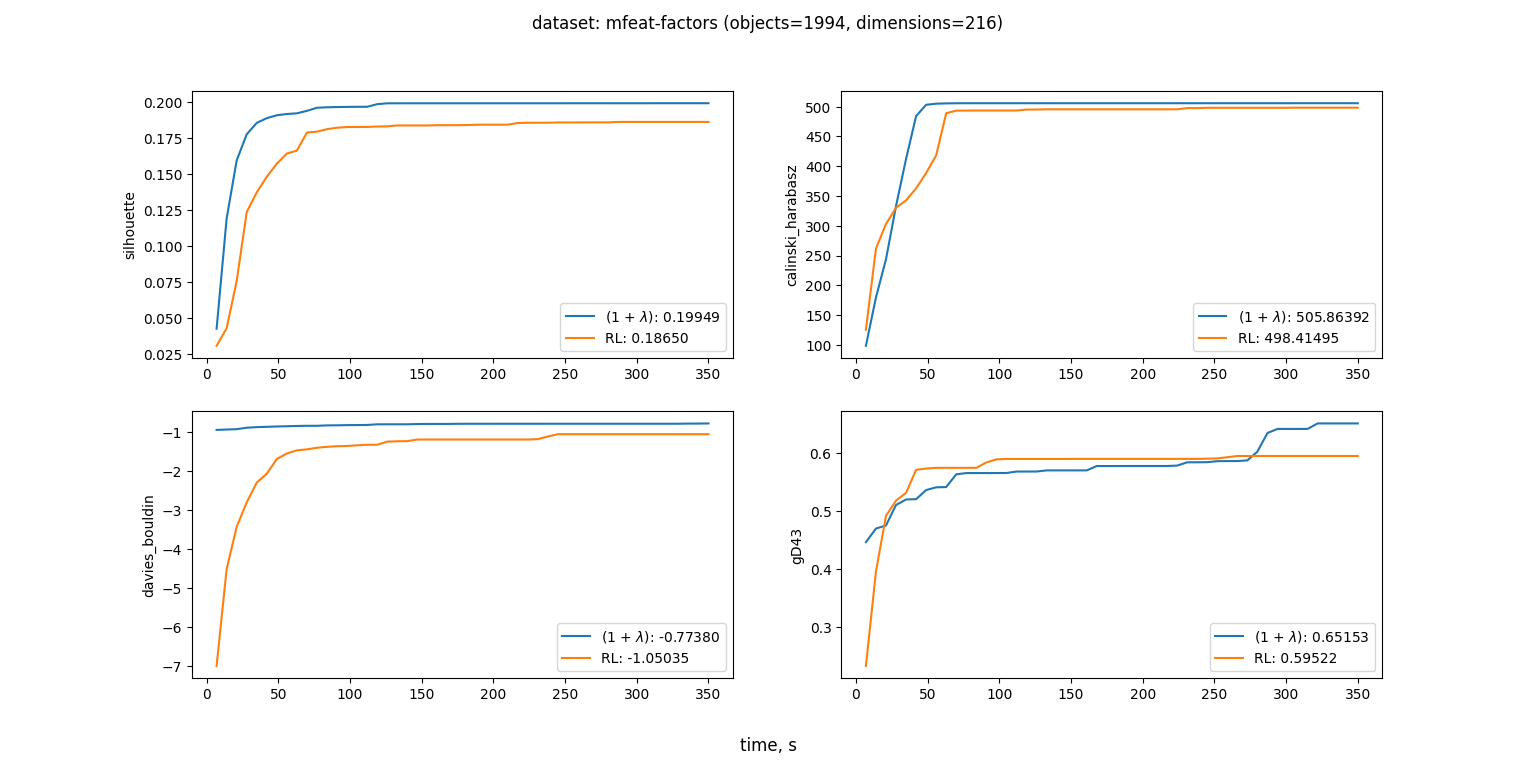 dataset: mfeat-factors (objects=1994, dimensions=216)
silhouette
0.200
0.175
0.150
0.125
0.100
0.075
0.050
0.025
(1 + λ): 0.19949
RL: 0.18650
0 50 100 150 200 250 300 350
calinski_harabasz
500
450
400
350
300
250
200
150
100
(1 + λ): 505.86392
RL: 498.41495
0 50 100 150 200 250 300 350
davies_bouldin
−1
−2
−3
−4
−5
−6
−7
(1 + λ): -0.77380
RL: -1.05035
0 50 100 150 200 250 300 350
gD43
0.6
0.5
0.4
0.3
(1 + λ): 0.65153
RL: 0.59522
0 50 100 150 200 250 300 350
time, s